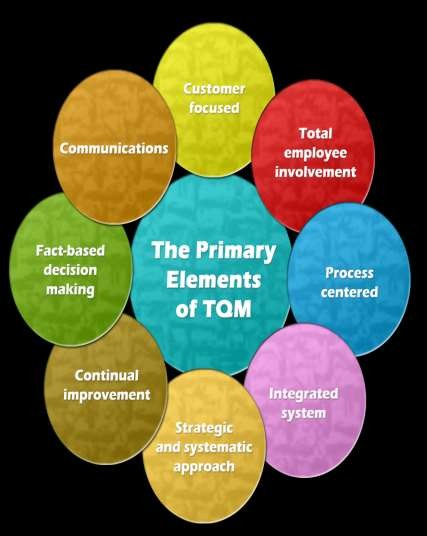 The Primary
Elements
of TQM
Customer
focused
Total
employee
involvement
Process
centered
Integrated
system
Strategic
and systematic
approach
Continual
improvement
Fact-based
decision
making
Communications